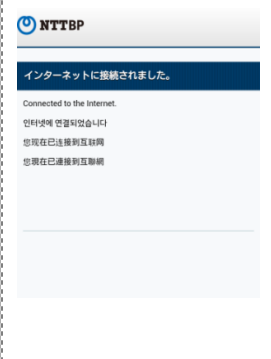 NTTBP
インターネットに接続されました。
Connected to the Internet.
인터넷에 연결되었습니다
您现在已连接到互联网
您現在已連接到互聯網